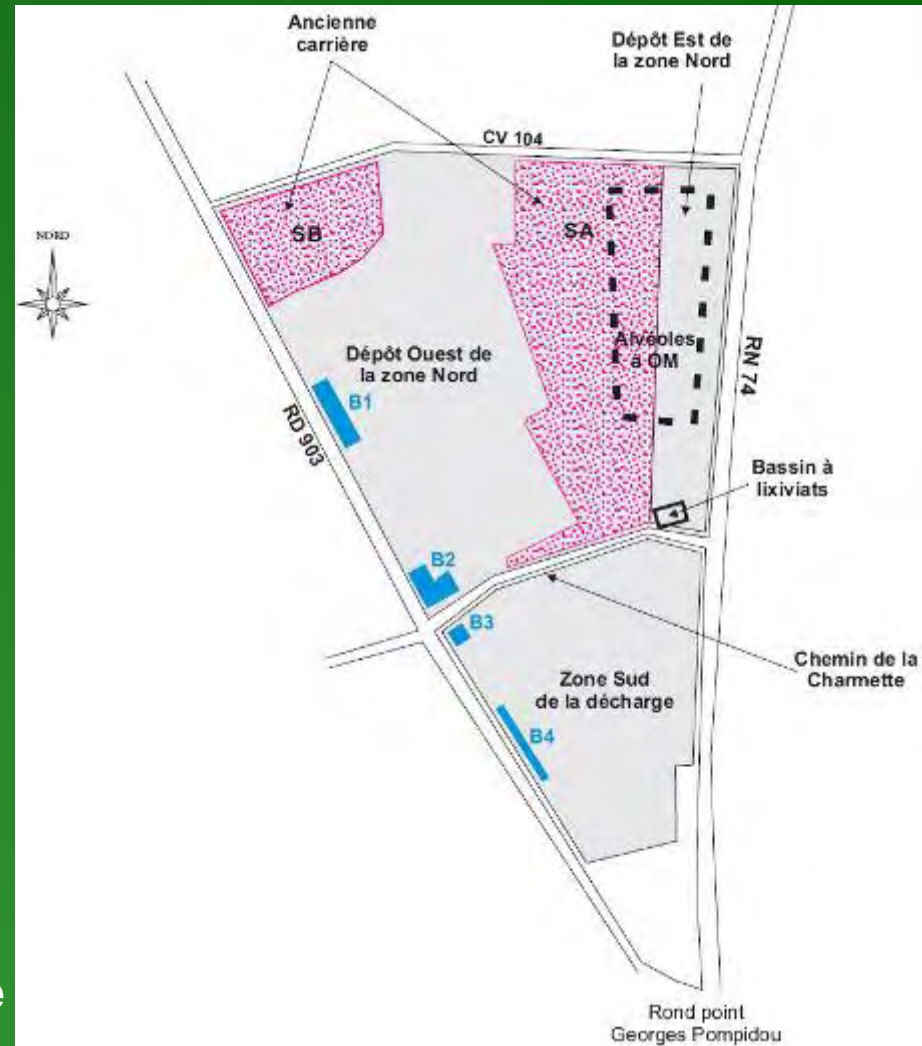 Ancienne
carrière
Dépôt Est de
la zone Nord
CV 104
NORD
SB
SA
Dépôt Ouest de
la zone Nord
Alvéoles
à OM
RN 74
B1
RD 903
Bassin à
lixiviats
B2
B3
Chemin de la
Charmette
Zone Sud
de la décharge
B4
Rond point
Georges Pompidou
e